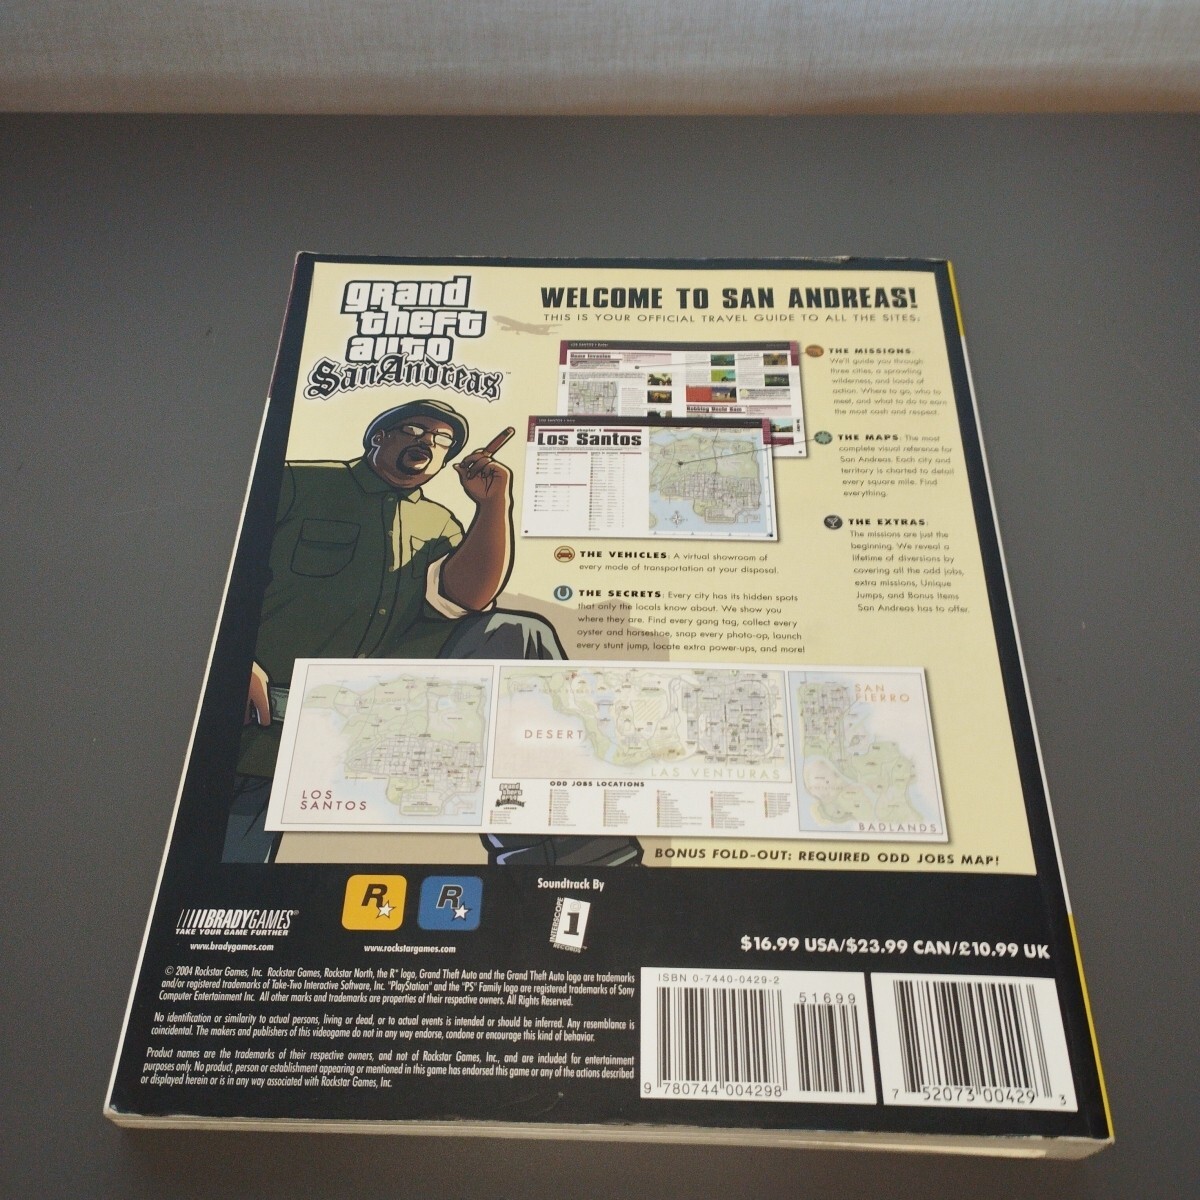 grand
theft
auto
San Andreas™
WELCOME TO SAN ANDREAS!
THIS IS YOUR OFFICIAL TRAVEL GUIDE TO ALL THE SITES:
Home Invasion
Robbing Uncle Sam
chapter 1
Los Santos
THE MISSIONS:
We'll guide you through
three cities, a sprawling
wilderness, and loads of
action. Where to go, who to
meet, and what to do to earn
the most cash and respect.
THE MAPS: The most
complete visual reference for
San Andreas. Each city and
territory is charted to detail
every square mile. Find
everything.
THE EXTRAS:
The missions are just the
beginning. We reveal a
lifetime of diversions by
covering all the odd jobs,
extra missions, Unique
Jumps, and Bonus Items
San Andreas has to offer.
THE VEHICLES: A virtual showroom of
every mode of transportation at your disposal.
THE SECRETS: Every city has its hidden spots
that only the locals know about. We show you
where they are. Find every gang tag, collect every
oyster and horseshoe, snap every photo-op, launch
every stunt jump, locate extra power-ups, and more!
LOS
SANTOS
DESERT
LAS VENTURAS
ODD JOBS LOCATIONS
SAN
FIERRO
BADLANDS
BONUS FOLD-OUT: REQUIRED ODD JOBS MAP!
BRADYGAMES®
TAKE YOUR GAME FURTHER
www.bradygames.com
R
R
www.rockstargames.com
Soundtrack By
INTERSCOPE
1
RECORDS
$16.99 USA/$23.99 CAN/£10.99 UK
© 2004 Rockstar Games, Inc. Rockstar Games, Rockstar North, the R* logo, Grand Theft Auto and the Grand Theft Auto logo are trademarks
and/or registered trademarks of Take-Two Interactive Software, Inc. "PlayStation" and the "PS" Family logo are registered trademarks of Sony
Computer Entertainment Inc. All other marks and trademarks are properties of their respective owners. All Rights Reserved.
No identification or similarity to actual persons, living or dead, or to actual events is intended or should be inferred. Any resemblance is
coincidental. The makers and publishers of this videogame do not in any way endorse, condone or encourage this kind of behavior.
Product names are the trademarks of their respective owners, and not of Rockstar Games, Inc., and are included for entertainment
purposes only. No product, person or establishment appearing or mentioned in this game has endorsed this game or any of the actions described
or displayed herein or is in any way associated with Rockstar Games, Inc.
ISBN 0-7440-0429-2
51699
9 780744 004298
7 52073 00429 3